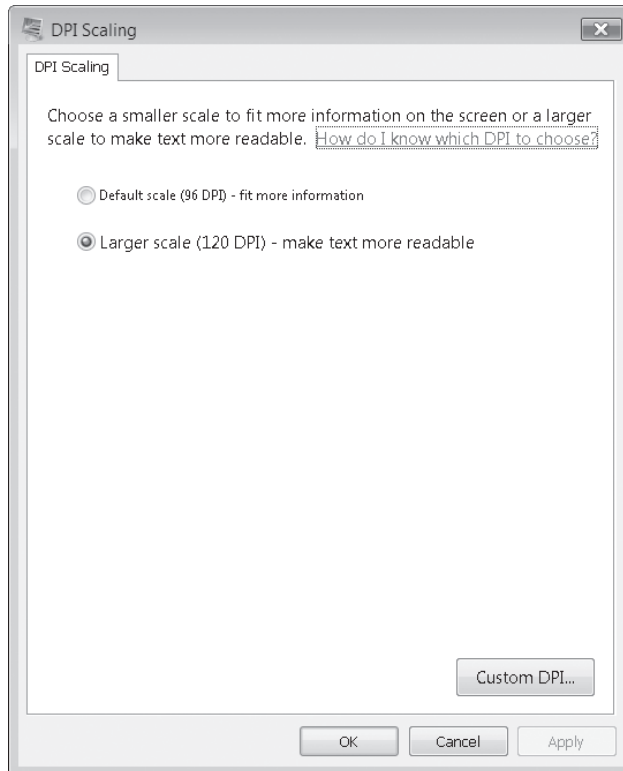 DPI Scaling
DPI Scaling
Choose a smaller scale to fit more information on the screen or a larger
scale to make text more readable. How do I know which DPI to choose?
Default scale (96 DPI) - fit more information
Larger scale (120 DPI) - make text more readable
Custom DPI...
OK Cancel Apply